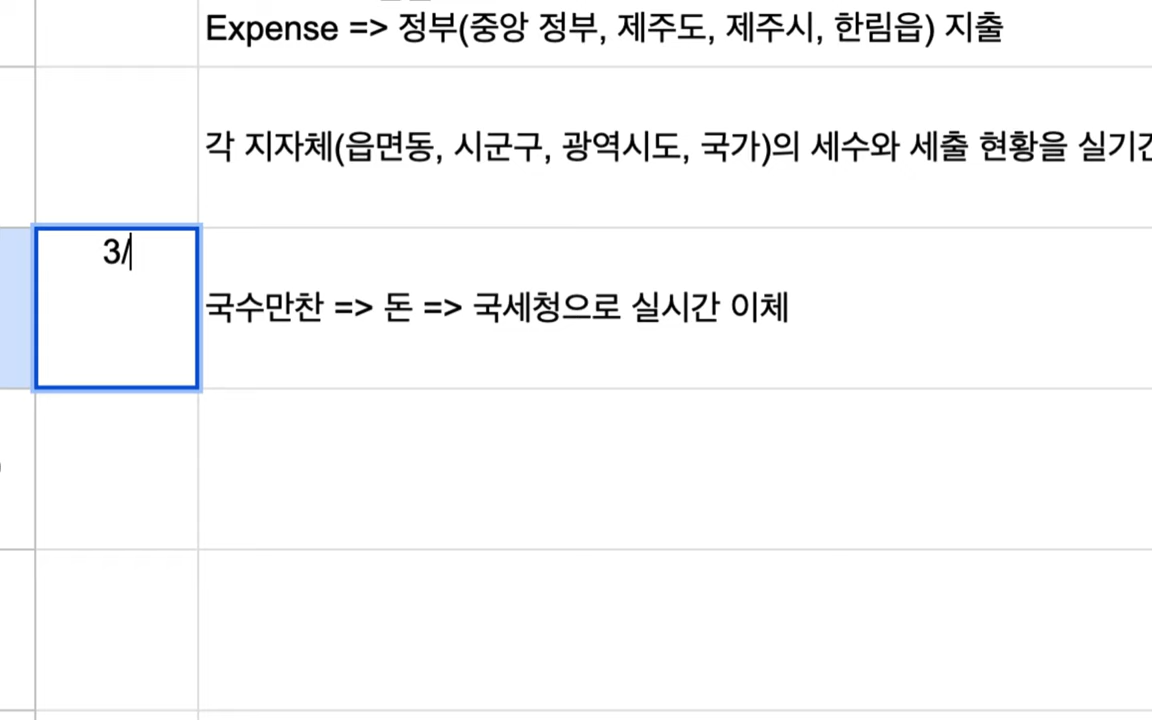 Expense => 정부(중앙 정부, 제주도, 제주시, 한림읍) 지출
각 지자체(읍면동, 시군구, 광역시도, 국가)의 세수와 세출 현황을 실기간
3/
국수만찬 => 돈 => 국세청으로 실시간 이체